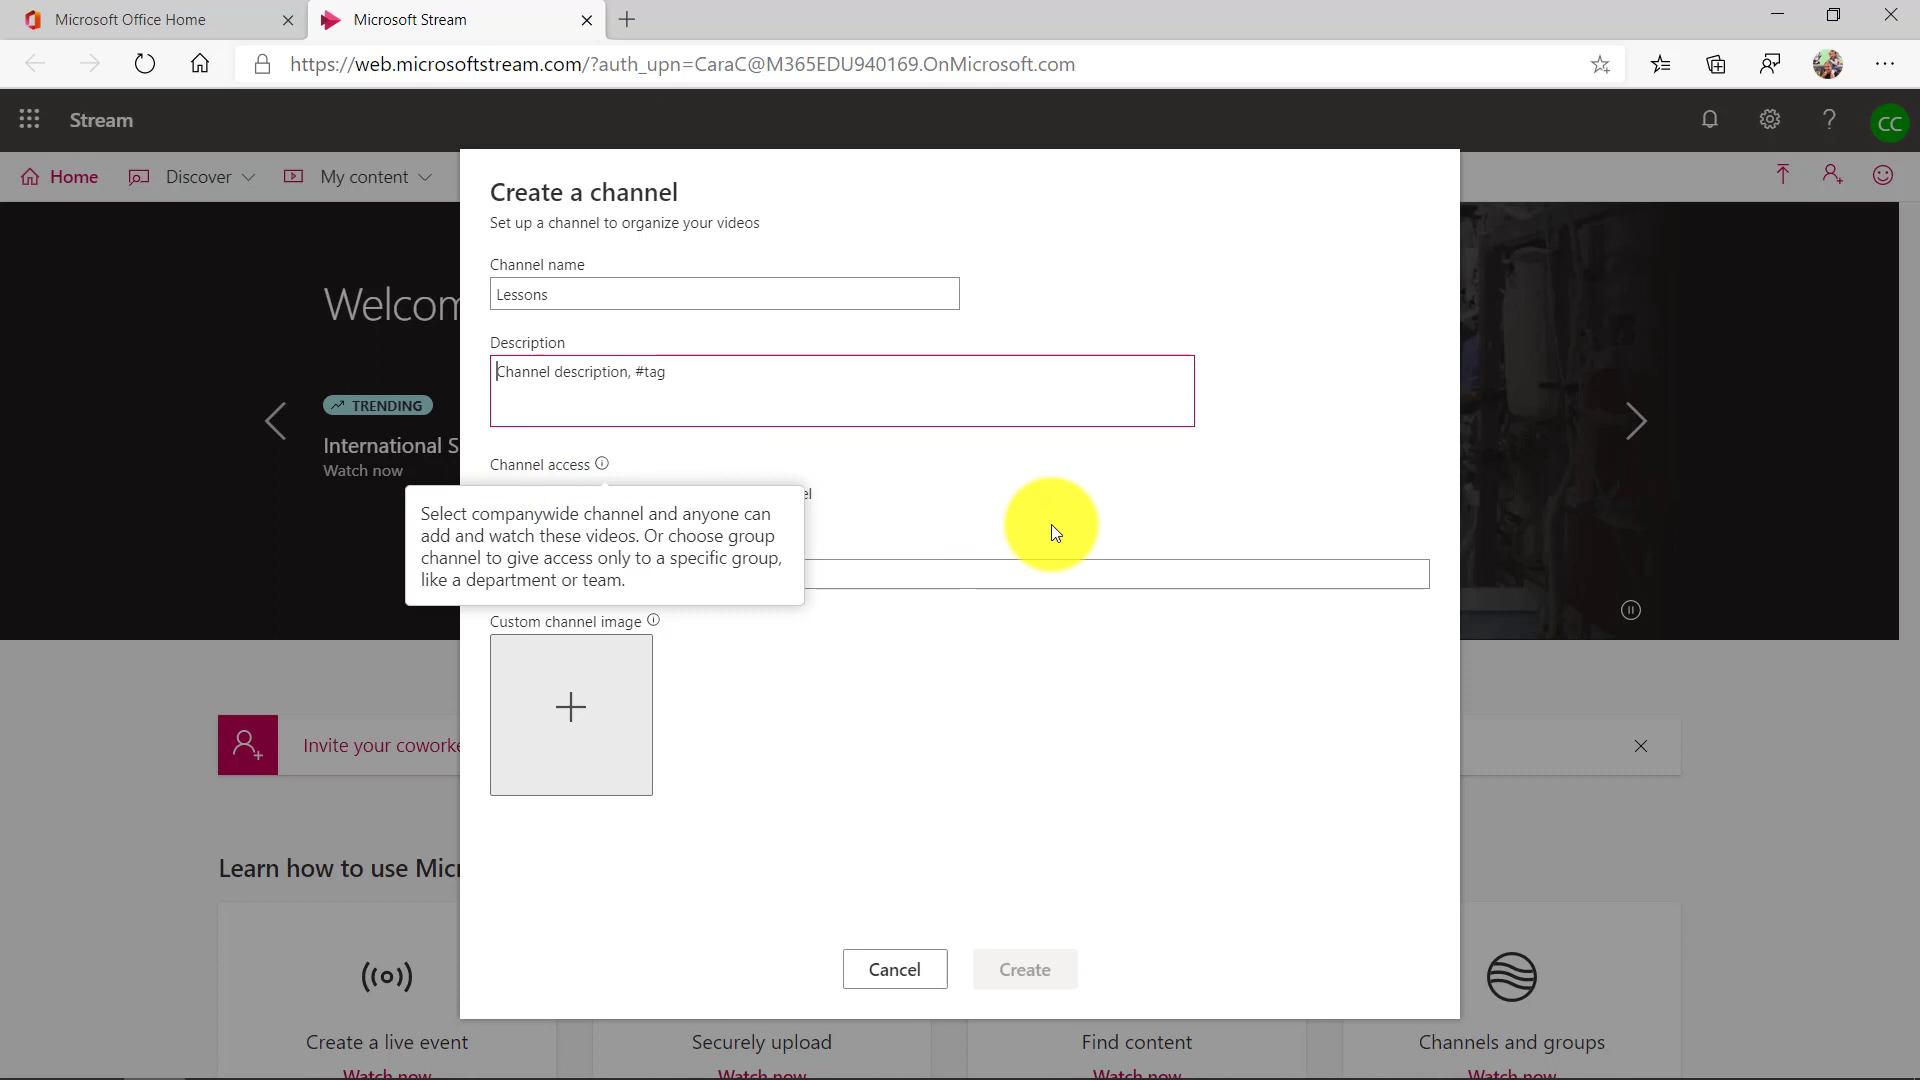 Microsoft Office Home
Microsoft Stream
https://web.microsoftstream.com/?auth_upn=CaraC@M365EDU940169.OnMicrosoft.com
Stream
CC
Home
Discover
My content
Create a channel
Set up a channel to organize your videos
Channel name
Lessons
Description
Channel description, #tag
Channel access
Select companywide channel and anyone can
add and watch these videos. Or choose group
channel to give access only to a specific group,
like a department or team.
Custom channel image
TRENDING
International S
Watch now
Invite your
Learn how to use
Cancel
Create
Create a live event
Securely upload
Find content
Channels and groups
Watch now
Watch now
Watch now
Watch now